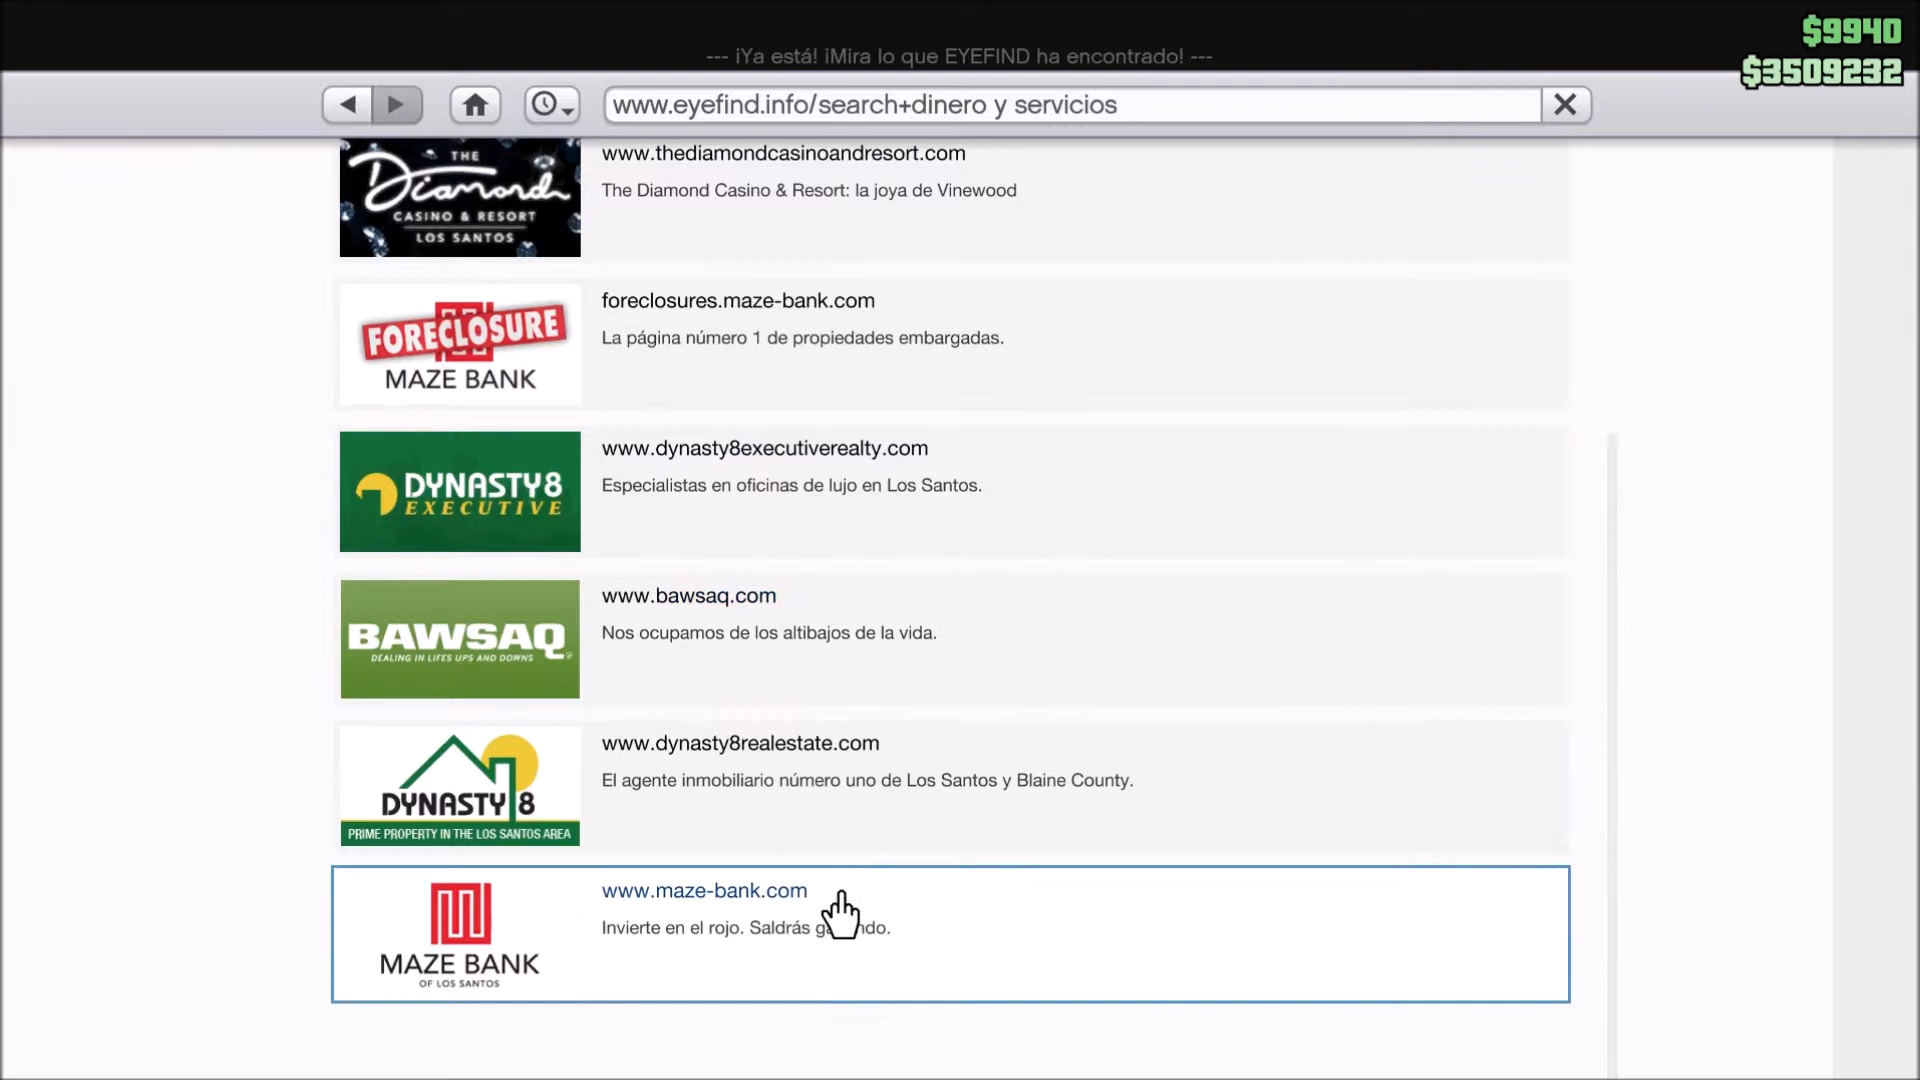 $9940
--- ¡Ya está! ¡Mira lo que EYEFIND ha encontrado! ---
$3509232
www.eyefind.info/search+dinero y servicios
THE
Diamond
CASINO & RESORT
LOS SANTOS
www.thediamondcasinoandresort.com
The Diamond Casino & Resort: la joya de Vinewood
FORECLOSURE
MAZE BANK
foreclosures.maze-bank.com
La página número 1 de propiedades embargadas.
DYNASTY8
EXECUTIVE
www.dynasty8executiverealty.com
Especialistas en oficinas de lujo en Los Santos.
BAWSAQ
DEALING IN LIFES UPS AND DOWNS
www.bawsaq.com
Nos ocupamos de los altibajos de la vida.
DYNASTY 8
PRIME PROPERTY IN THE LOS SANTOS AREA
www.dynasty8realestate.com
El agente inmobiliario número uno de Los Santos y Blaine County.
MAZE BANK
OF LOS SANTOS
www.maze-bank.com
Invierte en el rojo. Saldrás